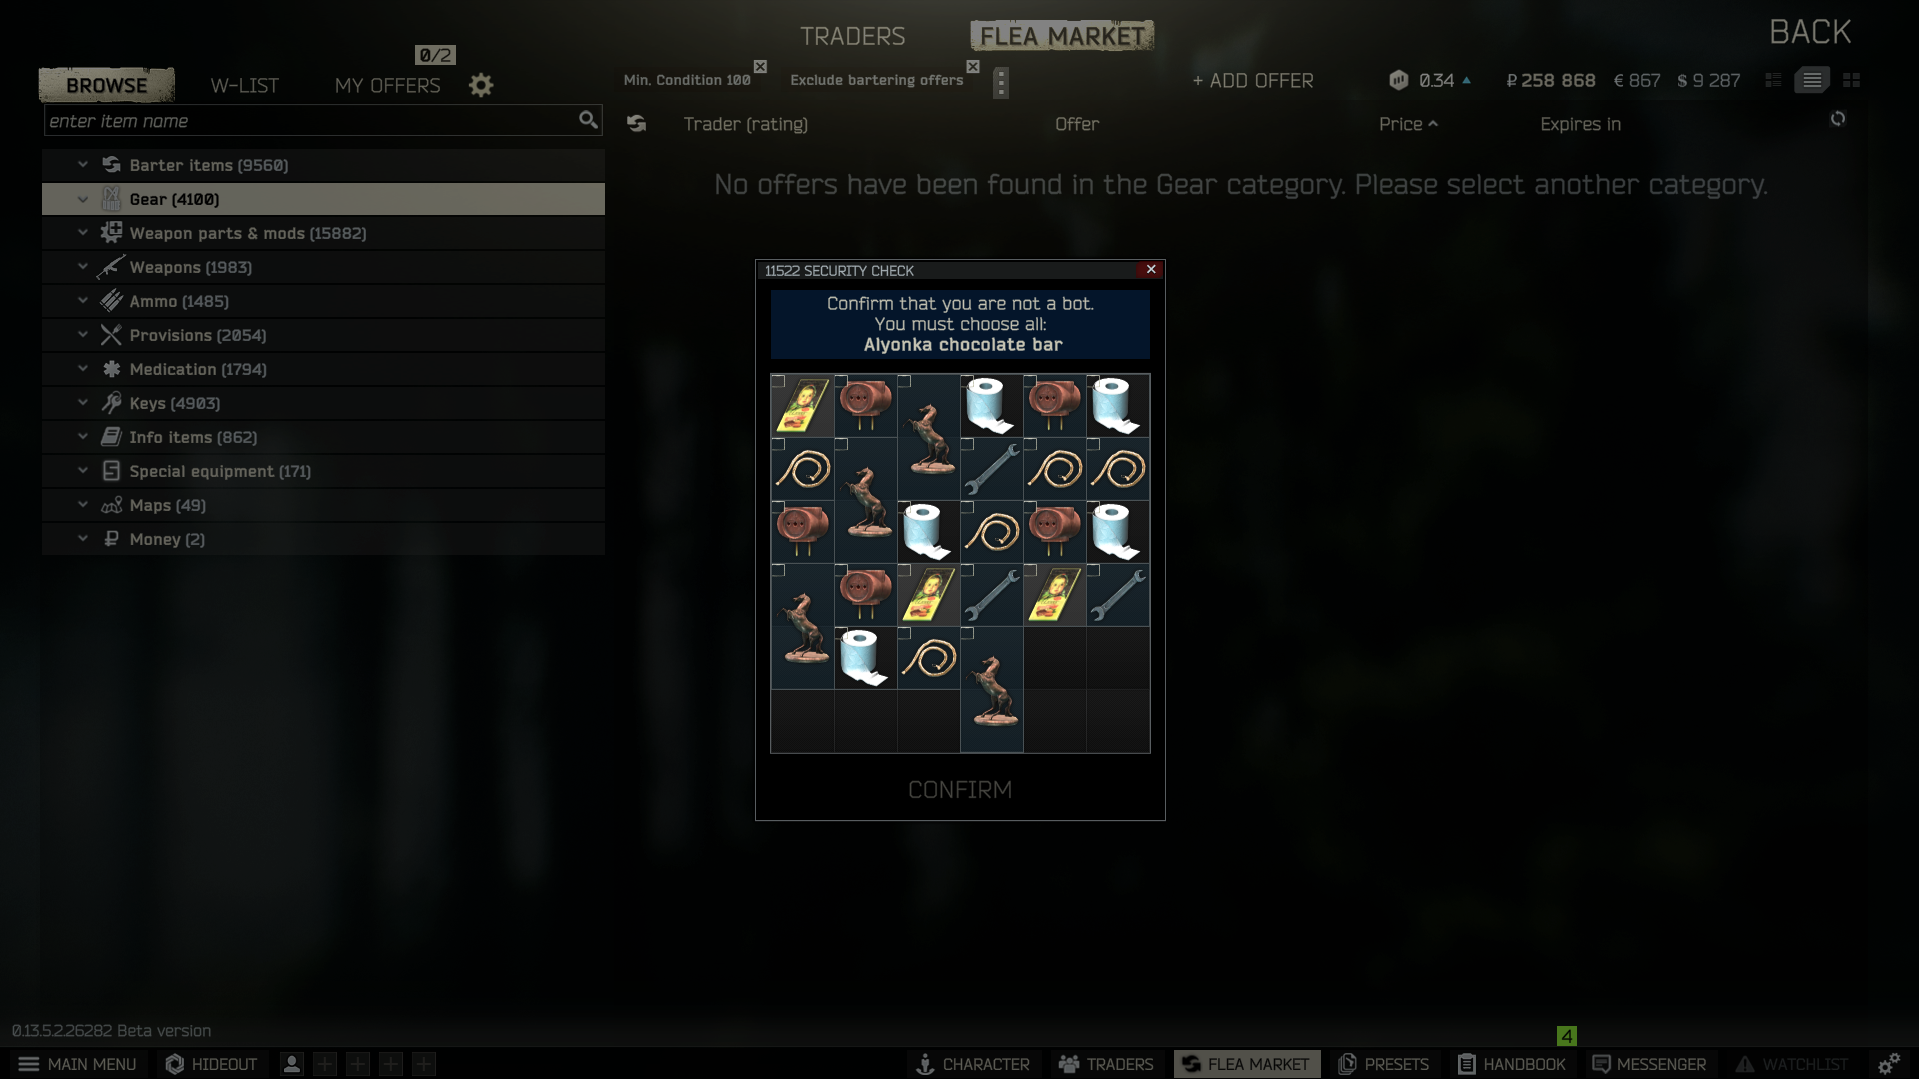 TRADERS
FLEA MARKET
BACK
0/2
BROWSE
W-LIST
MY OFFERS
Min. Condition 100
Exclude bartering offers
+ ADD OFFER
0.34
₽ 258 868
€ 867
$ 9 287
enter item name
Trader (rating)
Offer
Price
Expires in
Barter items (9560)
Gear (4100)
Weapon parts & mods (15882)
Weapons (1983)
Ammo (1485)
Provisions (2054)
Medication (1794)
Keys (4903)
Info items (862)
Special equipment (171)
Maps (49)
Money (2)
No offers have been found in the Gear category. Please select another category.
11522 SECURITY CHECK
Confirm that you are not a bot.
You must choose all:
Alyonka chocolate bar
CONFIRM
0.13.5.2.26282 Beta version
4
MAIN MENU
HIDEOUT
CHARACTER
TRADERS
FLEA MARKET
PRESETS
HANDBOOK
MESSENGER
WATCHLIST